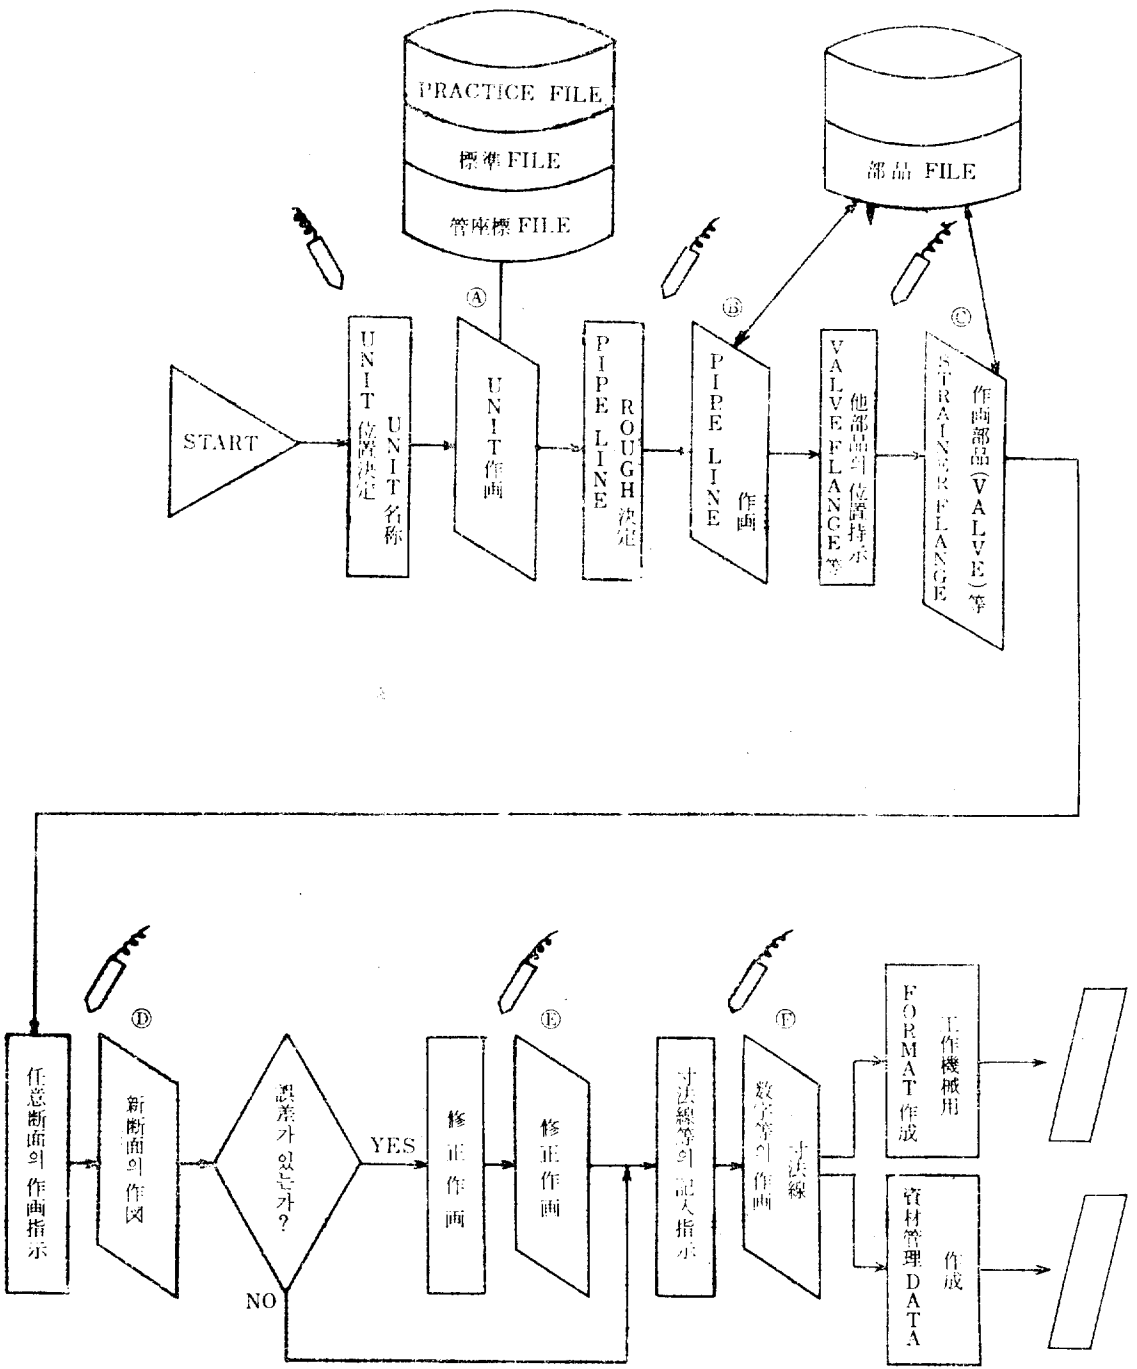 PRACTICE FILE
標準 FILE
管座標 FILE
部品 FILE
Ⓐ
Ⓑ
Ⓒ
START
UNIT 位置決定
UNIT 名称
UNIT 作画
PIPE LINE
ROUGH 決定
PIPE LINE
作画
VALVE FLANGE 等
他部品의 位置持示
STRAINER FLANGE
作画部品(VALVE)等
Ⓓ
Ⓔ
Ⓕ
任意断面의 作画指示
新断面의 作図
誤差가 있는가?
YES
NO
修正作画
修正作画
寸法線等의 記入指示
寸法線
数字等의 作画
工作機械用
FORMAT 作成
資材管理 DATA
作成